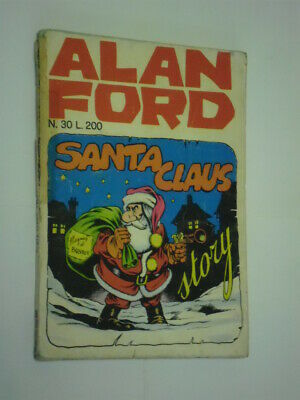 ALAN
FORD
N. 30 L. 200
SANTA CLAUS
story